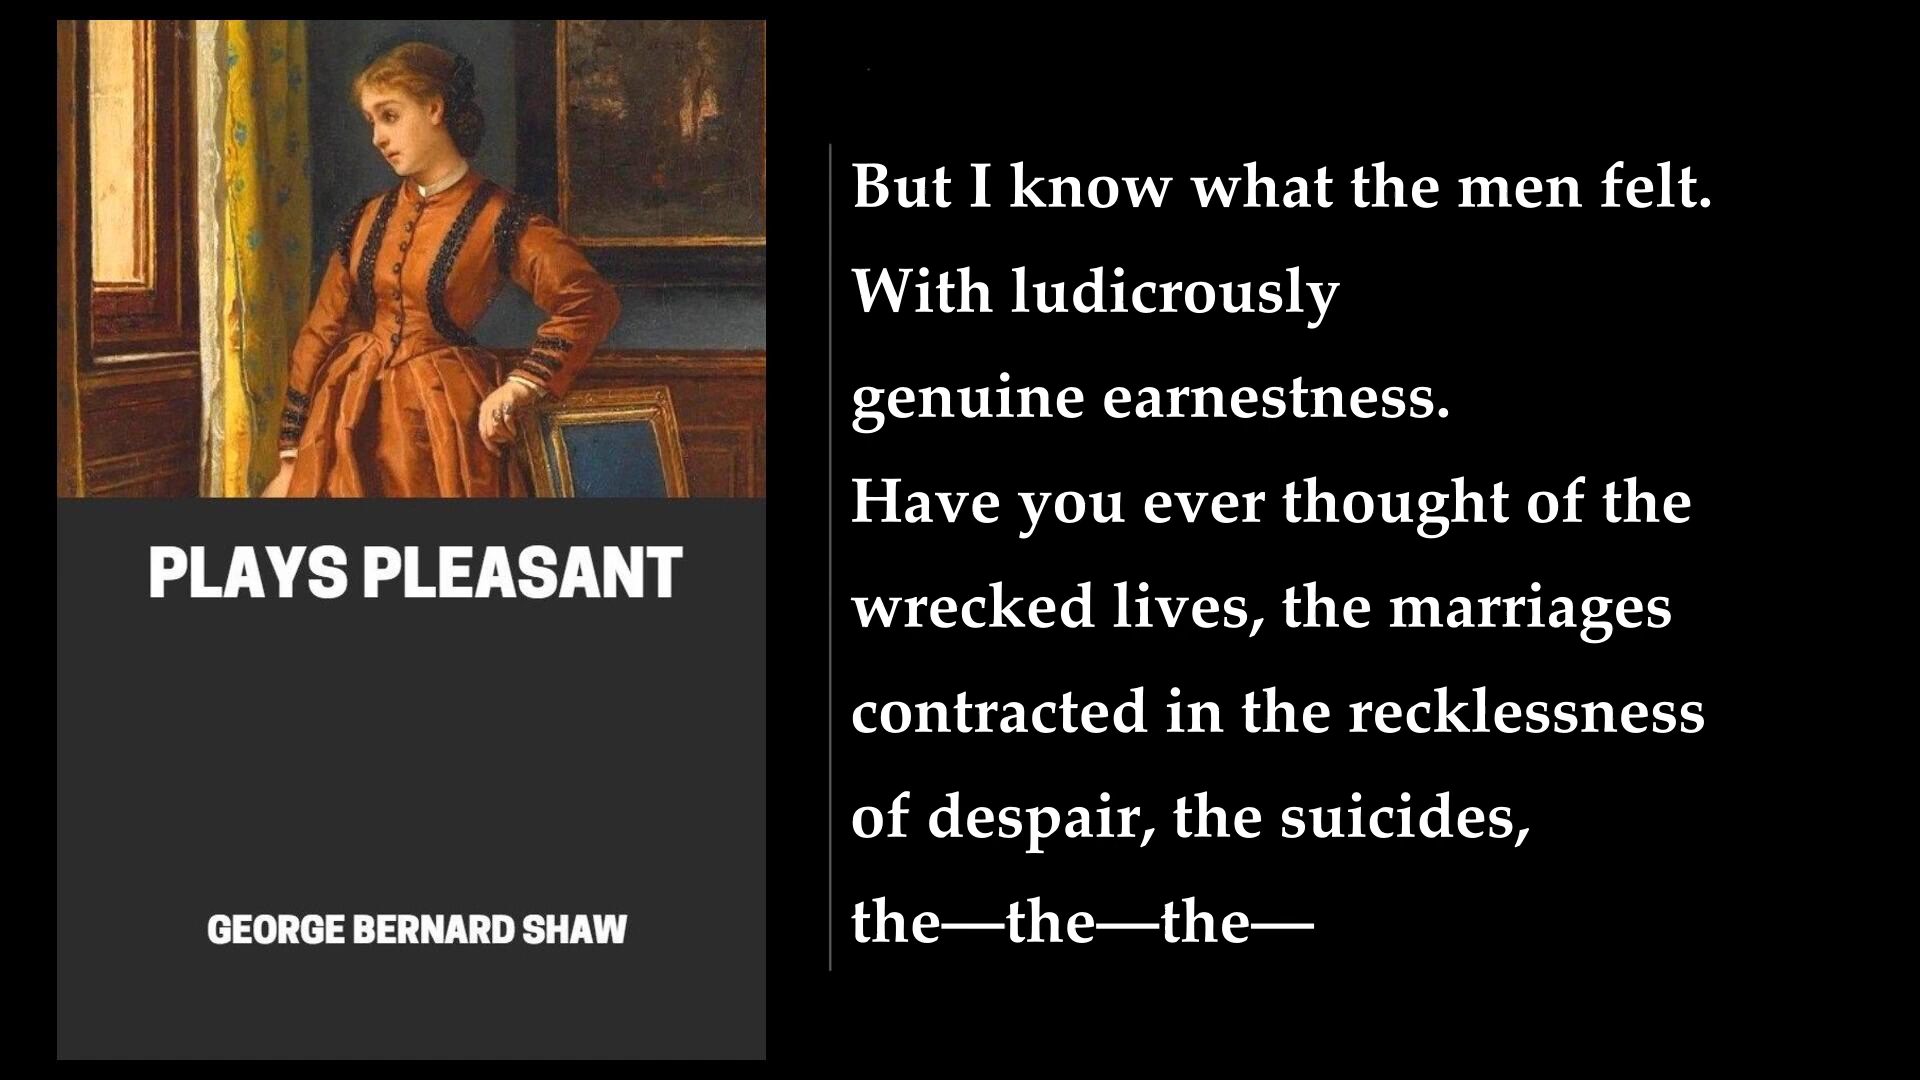 PLAYS PLEASANT
GEORGE BERNARD SHAW
But I know what the men felt.
With ludicrously
genuine earnestness.
Have you ever thought of the
wrecked lives, the marriages
contracted in the recklessness
of despair, the suicides,
the—the—the—